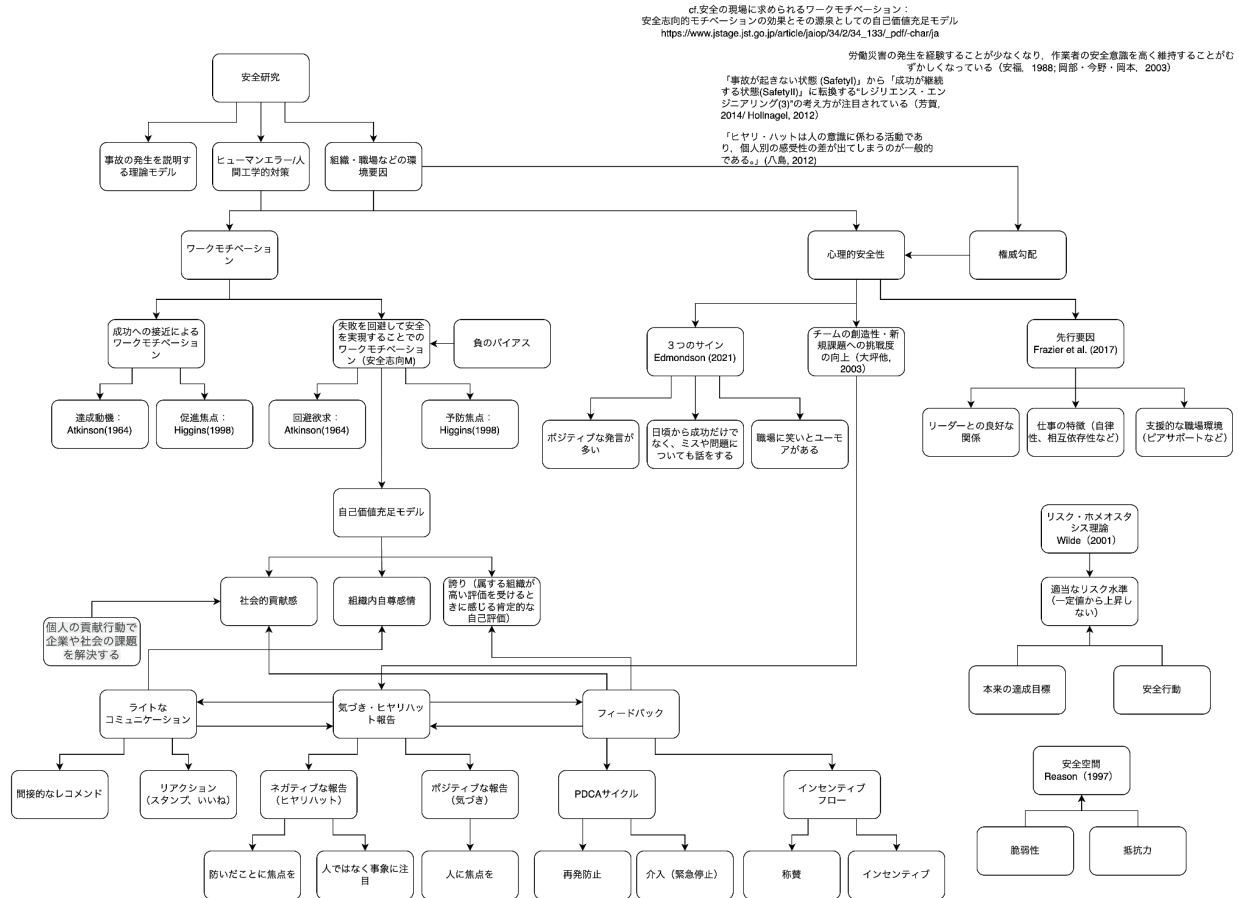 cf.安全の現場に求められるワークモチベーション：
安全志向的モチベーションの効果とその源泉としての自己価値充足モデル
https://www.jstage.jst.go.jp/article/jaiop/34/2/34_133/_pdf/-char/ja
労働災害の発生を経験することが少なくなり，作業者の安全意識を高く維持することがむ
ずかしくなっている（安福，1988; 岡部・今野・岡本，2003）
「事故が起きない状態 (SafetyI)」から「成功が継続
する状態(SafetyII)」に転換する“レジリエンス・エン
ジニアリング(3)”の考え方が注目されている（芳賀,
2014/ Hollnagel, 2012）
「ヒヤリ・ハットは人の意識に係わる活動であ
り，個人別の感受性の差が出てしまうのが一般的
である。」(八島, 2012)
安全研究
事故の発生を説明す
る理論モデル
ヒューマンエラー/人
間工学的対策
組織・職場などの環
境要因
ワークモチベーショ
ン
心理的安全性
権威勾配
成功への接近による
ワークモチベーショ
ン
失敗を回避して安全
を実現することでの
ワークモチベーショ
ン（安全志向M）
負のバイアス
３つのサイン
Edmondson (2021)
チームの創造性・新
規課題への挑戦度
の向上（大坪他,
2003）
先行要因
Frazier et al. (2017)
達成動機：
Atkinson(1964)
促進焦点：
Higgins(1998)
回避欲求：
Atkinson(1964)
予防焦点：
Higgins(1998)
ポジティブな発言が
多い
日頃から成功だけで
なく、ミスや問題に
ついても話をする
職場に笑いとユーモ
アがある
リーダーとの良好な
関係
仕事の特徴（自律
性、相互依存性など）
支援的な職場環境
（ピアサポートなど）
自己価値充足モデル
リスク・ホメオスタ
シス理論
Wilde（2001）
社会的貢献感
組織内自尊感情
誇り（属する組織が
高い評価を受けると
きに感じる肯定的な
自己評価）
適当なリスク水準
（一定値から上昇し
ない）
個人の貢献行動で
企業や社会の課題
を解決する
本来の達成目標
安全行動
ライトな
コミュニケーション
気づき・ヒヤリハッ
ト報告
フィードバック
安全空間
Reason（1997）
間接的なレコメンド
リアクション
（スタンプ、いいね）
ネガティブな報告
（ヒヤリハット）
ポジティブな報告
（気づき）
PDCAサイクル
インセンティブ
フロー
脆弱性
抵抗力
防いだことに焦点を
人ではなく事象に注
目
人に焦点を
再発防止
介入（緊急停止）
称賛
インセンティブ